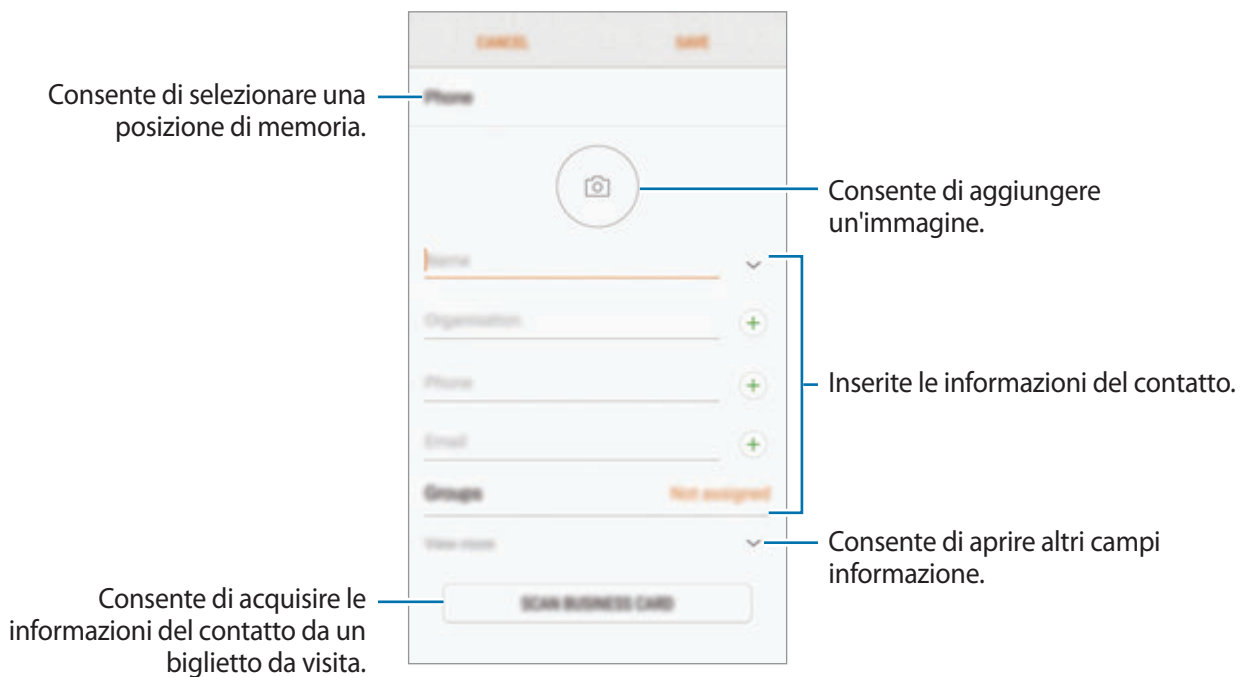 CANCEL
SAVE
Consente di selezionare una
posizione di memoria.
Phone
Consente di aggiungere
un'immagine.
Name
Organisation
Phone
Inserite le informazioni del contatto.
Email
Groups
Not assigned
View more
Consente di aprire altri campi
informazione.
Consente di acquisire le
informazioni del contatto da un
biglietto da visita.
SCAN BUSINESS CARD